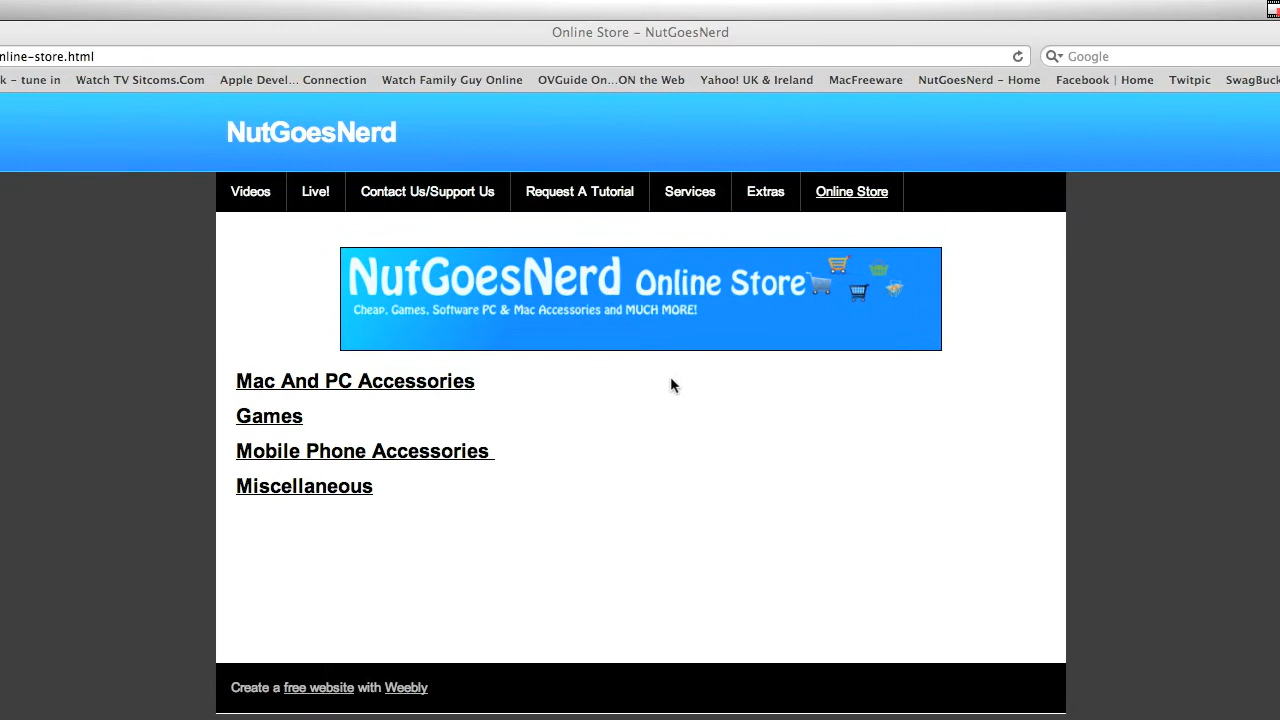 Online Store – NutGoesNerd
nline-store.html
Google
k – tune in Watch TV Sitcoms.Com Apple Devel... Connection Watch Family Guy Online OVGuide On...ON the Web Yahoo! UK & Ireland MacFreeware NutGoesNerd – Home Facebook | Home Twitpic SwagBuck
NutGoesNerd
Videos Live! Contact Us/Support Us Request A Tutorial Services Extras Online Store
NutGoesNerd Online Store
Cheap, Games, Software PC & Mac Accessories and MUCH MORE!
Mac And PC Accessories
Games
Mobile Phone Accessories
Miscellaneous
Create a free website with Weebly